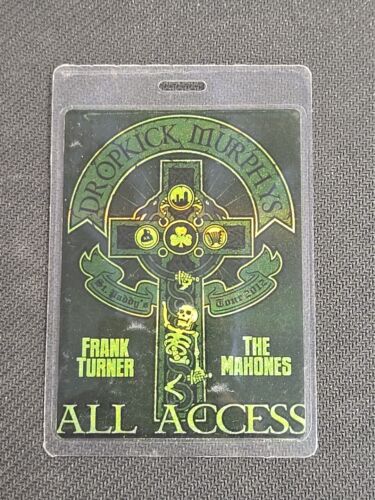 DROPKICK MURPHYS
St. Paddy's Tour 2012
FRANK
TURNER
THE
MAHONES
ALL ACCESS